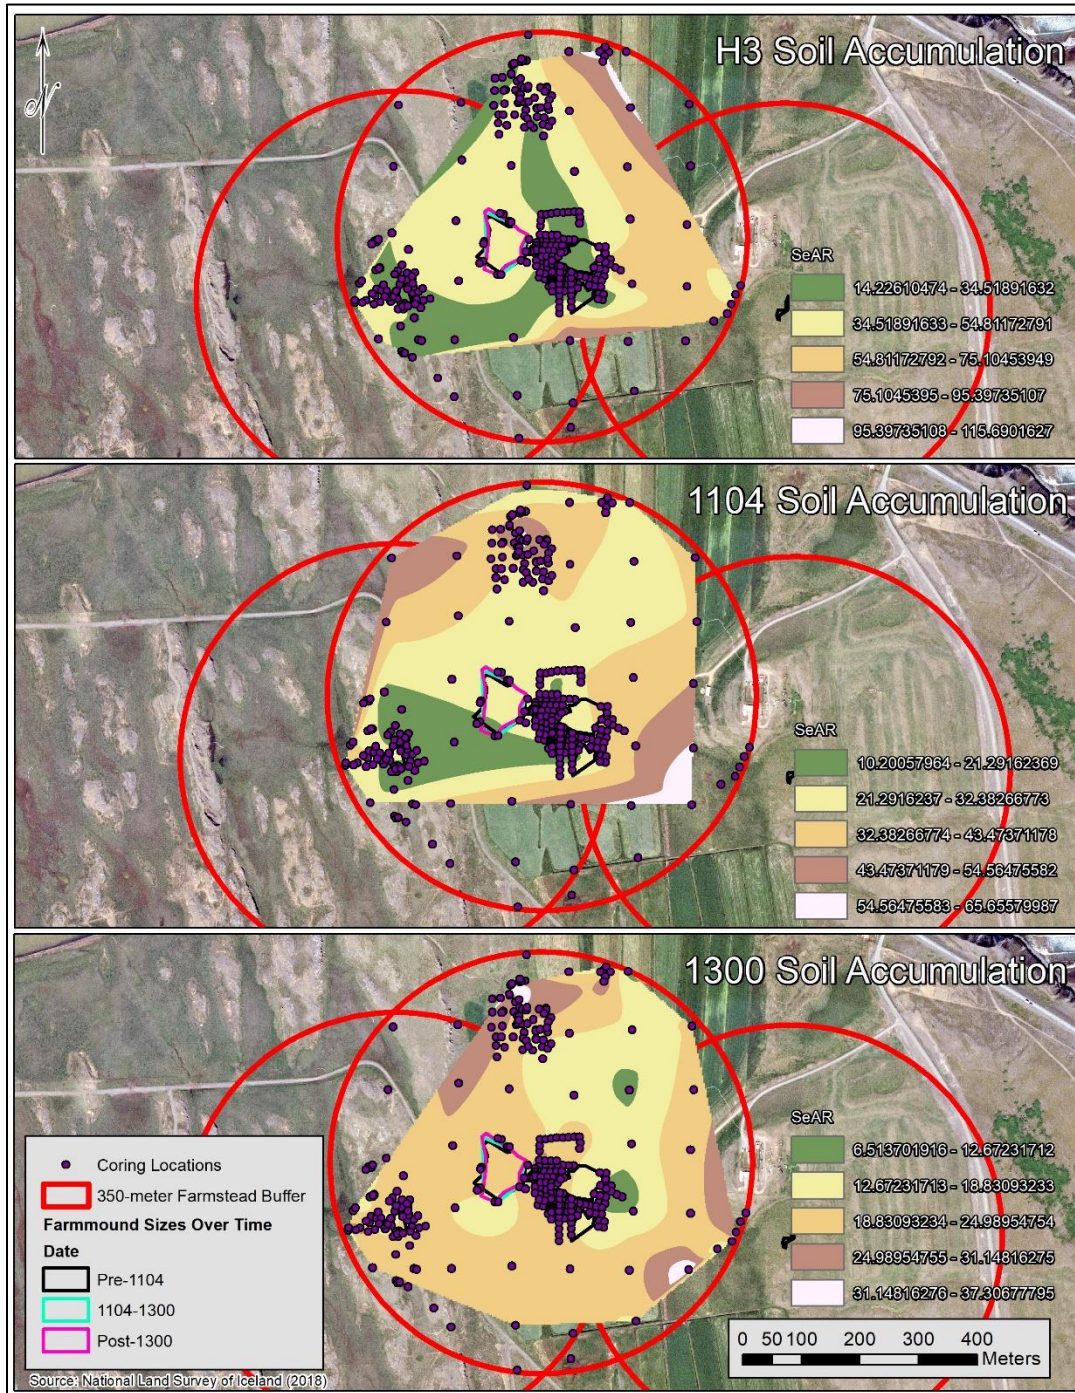 H3 Soil Accumulation
N
SeAR
14.22610474 - 34.51891632
34.51891633 - 54.81172791
54.81172792 - 75.10453949
75.1045395 - 95.39735107
95.39735108 - 115.6901627
1104 Soil Accumulation
SeAR
10.20057964 - 21.29162369
21.2916237 - 32.38266773
32.38266774 - 43.47371178
43.47371179 - 54.56475582
54.56475583 - 65.65579987
1300 Soil Accumulation
SeAR
6.513701916 - 12.67231712
12.67231713 - 18.83093233
18.83093234 - 24.98954754
24.98954755 - 31.14816275
31.14816276 - 37.30677795
Coring Locations
350-meter Farmstead Buffer
Farmmound Sizes Over Time
Date
Pre-1104
1104-1300
Post-1300
Source: National Land Survey of Iceland (2018)
0 50 100 200 300 400
Meters